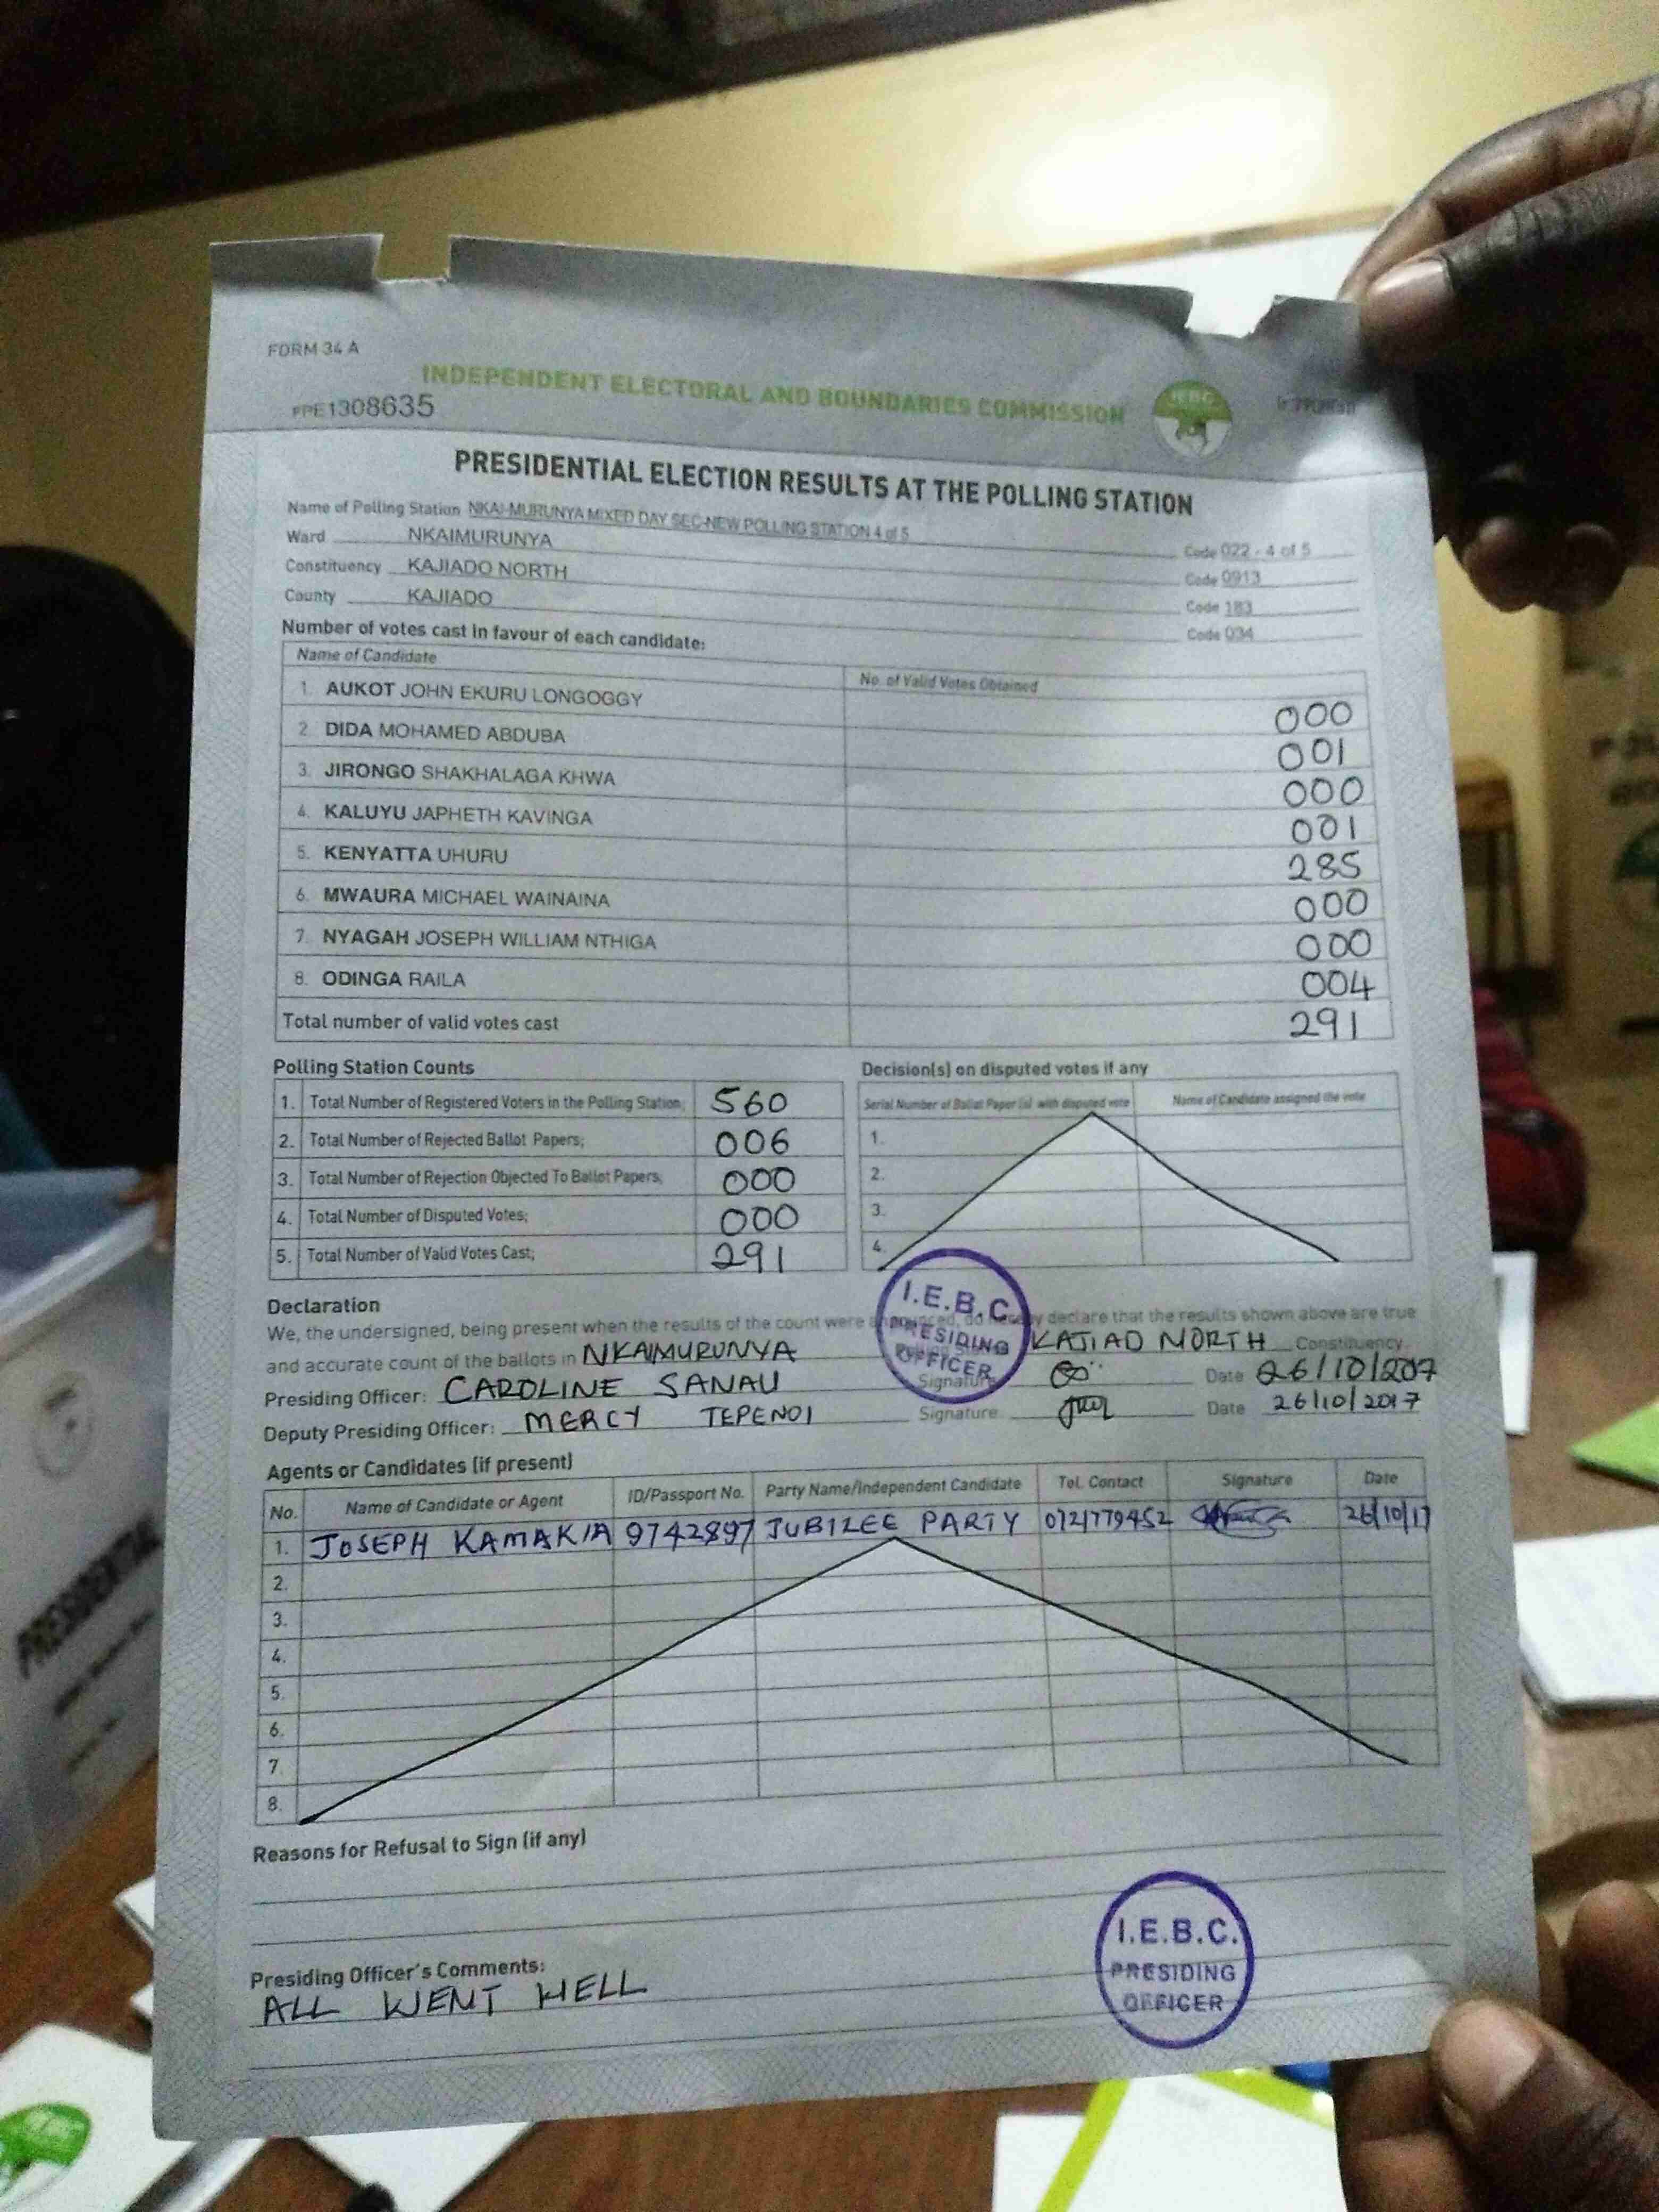 FORM 34 A
INDEPENDENT ELECTORAL AND BOUNDARIES COMMISSION
IEBC
PPE1308635
PRESIDENTIAL ELECTION RESULTS AT THE POLLING STATION
Name of Polling Station NKAI-MURUNYA MIXED DAY SEC-NEW POLLING STATION 4 of 5 Code 022 - 4 of 5
Ward NKAIMURUNYA Code 0913
Constituency KAJIADO NORTH Code 183
County KAJIADO Code 034
Number of votes cast in favour of each candidate:
Name of Candidate No. of Valid Votes Obtained
1. AUKOT JOHN EKURU LONGOGGY 000
2. DIDA MOHAMED ABDUBA 001
3. JIRONGO SHAKHALAGA KHWA 000
4. KALUYU JAPHETH KAVINGA 001
5. KENYATTA UHURU 285
6. MWAURA MICHAEL WAINAINA 000
7. NYAGAH JOSEPH WILLIAM NTHIGA 000
8. ODINGA RAILA 004
Total number of valid votes cast 291
Polling Station Counts
1. Total Number of Registered Voters in the Polling Station; 560
2. Total Number of Rejected Ballot Papers; 006
3. Total Number of Rejection Objected To Ballot Papers; 000
4. Total Number of Disputed Votes; 000
5. Total Number of Valid Votes Cast; 291
Decision(s) on disputed votes if any
Serial Number of Ballot Paper (s) with disputed vote Name of Candidate assigned the vote
1.
2.
3.
4.
Declaration
We, the undersigned, being present when the results of the count were announced, do hereby declare that the results shown above are true
and accurate count of the ballots in NKAIMURUNYA KAJIAD NORTH Constituency.
I.E.B.C.
PRESIDING
OFFICER
Presiding Officer: CAROLINE SANAU Signature Date 26/10/2017
Deputy Presiding Officer: MERCY TEPENOI Signature Date 26/10/2017
Agents or Candidates (if present)
No. Name of Candidate or Agent ID/Passport No. Party Name/Independent Candidate Tel. Contact Signature Date
1. JOSEPH KAMAKIA 9742897 JUBILEE PARTY 0721779452 26/10/17
2.
3.
4.
5.
6.
7.
8.
Reasons for Refusal to Sign (if any)
Presiding Officer's Comments:
ALL WENT WELL
I.E.B.C.
PRESIDING
OFFICER
PRESIDENTIAL